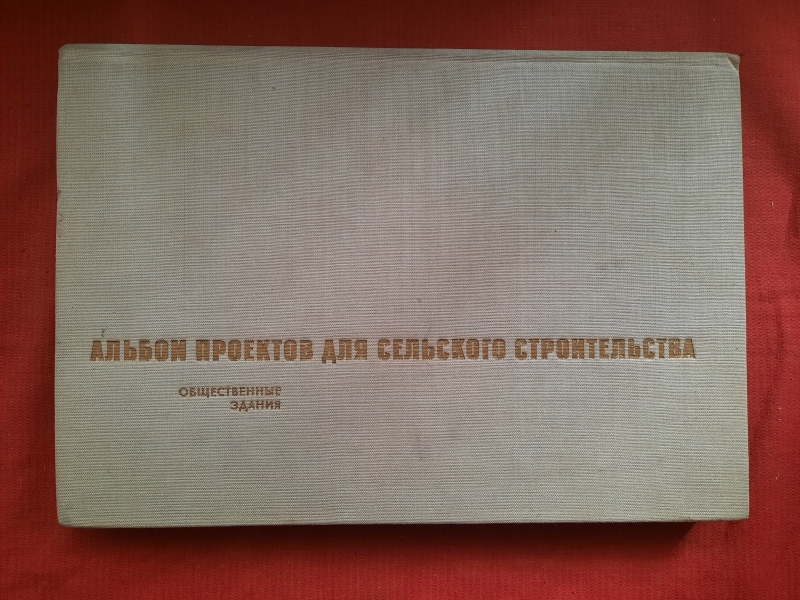 АЛЬБОМ ПРОЕКТОВ ДЛЯ СЕЛЬСКОГО СТРОИТЕЛЬСТВА
ОБЩЕСТВЕННЫЕ
ЗДАНИЯ